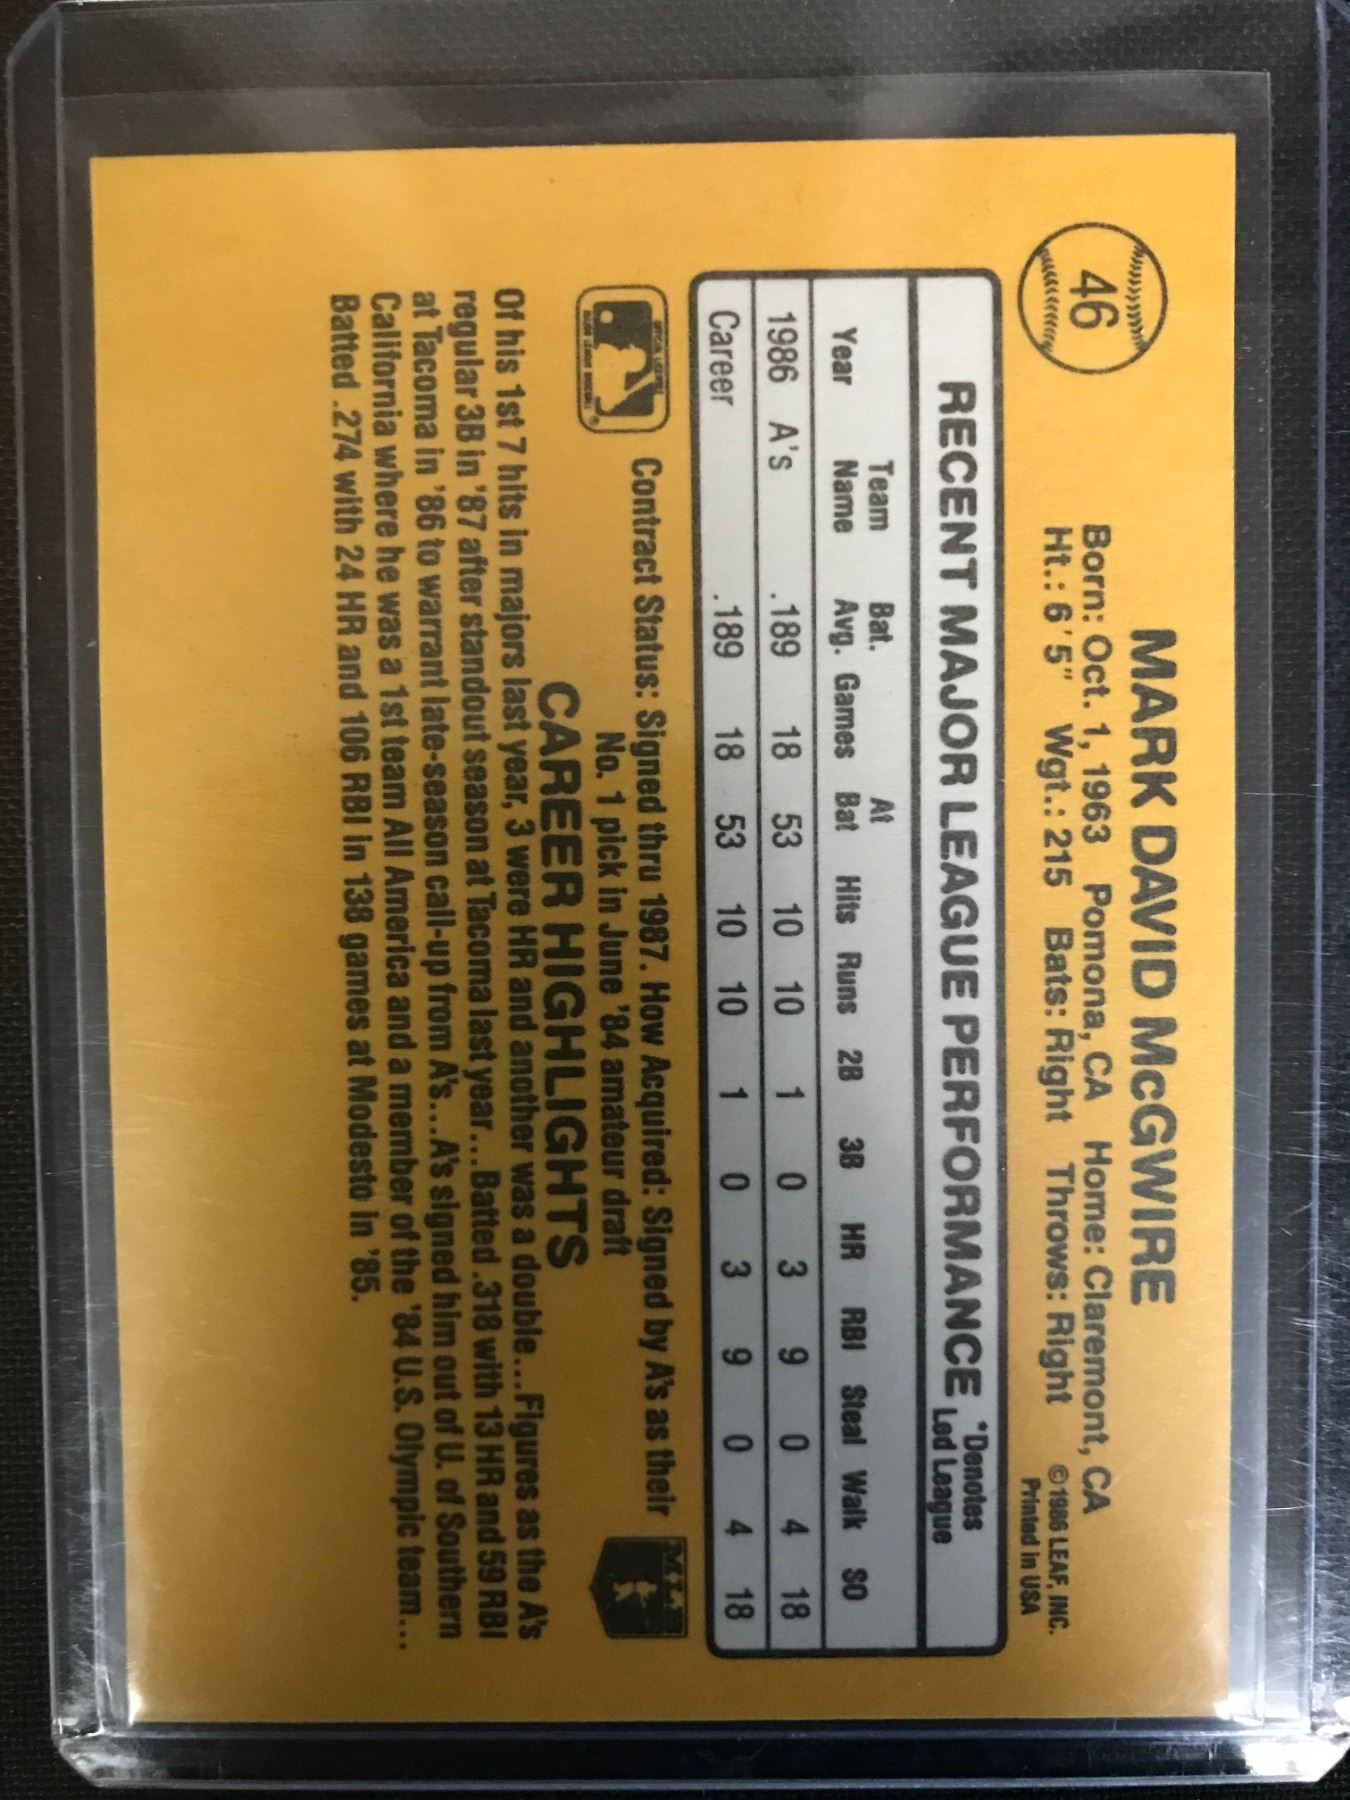 46
MARK DAVID McGWIRE
Born: Oct. 1, 1963 Pomona, CA Home: Claremont, CA
Ht.: 6'5" Wgt.: 215 Bats: Right Throws: Right
©1986 LEAF, INC.
Printed in USA
RECENT MAJOR LEAGUE PERFORMANCE *Denotes Led League
Year Team Name Bat. Avg. Games At Bat Hits Runs 2B 3B HR RBI Steal Walk SO
1986 A's .189 18 53 10 10 1 0 3 9 0 4 18
Career .189 18 53 10 10 1 0 3 9 0 4 18
Contract Status: Signed thru 1987. How Acquired: Signed by A's as their
No. 1 pick in June '84 amateur draft
CAREER HIGHLIGHTS
Of his 1st 7 hits in majors last year, 3 were HR and another was a double...Figures as the A's
regular 3B in '87 after standout season at Tacoma last year...Batted .318 with 13 HR and 59 RBI
at Tacoma in '86 to warrant late-season call-up from A's...A's signed him out of U. of Southern
California where he was a 1st team All America and a member of the '84 U.S. Olympic team...
Batted .274 with 24 HR and 106 RBI in 138 games at Modesto in '85.